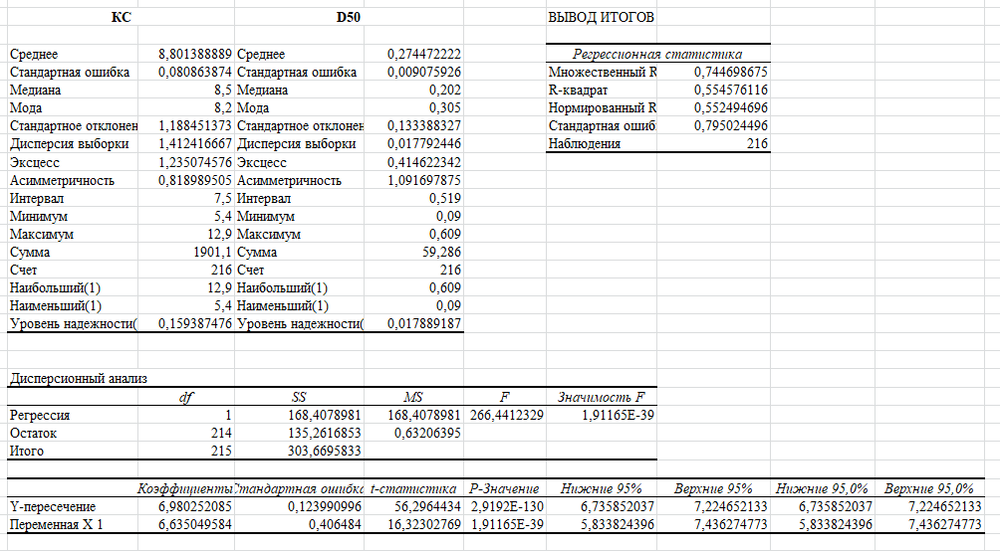 КС D50 ВЫВОД ИТОГОВ
Среднее 8,801388889 Среднее 0,274472222 Регрессионная статистика
Стандартная ошибка 0,080863874 Стандартная ошибка 0,009075926 Множественный R 0,744698675
Медиана 8,5 Медиана 0,202 R-квадрат 0,554576116
Мода 8,2 Мода 0,305 Нормированный R 0,552494696
Стандартное отклонен 1,188451373 Стандартное отклонен 0,133388327 Стандартная ошиб 0,795024496
Дисперсия выборки 1,412416667 Дисперсия выборки 0,017792446 Наблюдения 216
Эксцесс 1,235074576 Эксцесс 0,414622342
Асимметричность 0,818989505 Асимметричность 1,091697875
Интервал 7,5 Интервал 0,519
Минимум 5,4 Минимум 0,09
Максимум 12,9 Максимум 0,609
Сумма 1901,1 Сумма 59,286
Счет 216 Счет 216
Наибольший(1) 12,9 Наибольший(1) 0,609
Наименьший(1) 5,4 Наименьший(1) 0,09
Уровень надежности( 0,159387476 Уровень надежности( 0,017889187
Дисперсионный анализ
df SS MS F Значимость F
Регрессия 1 168,4078981 168,4078981 266,4412329 1,91165E-39
Остаток 214 135,2616853 0,63206395
Итого 215 303,6695833
Коэффициенты Стандартная ошибка t-статистика P-Значение Нижние 95% Верхние 95% Нижние 95,0% Верхние 95,0%
Y-пересечение 6,980252085 0,123990996 56,2964434 2,9192E-130 6,735852037 7,224652133 6,735852037 7,224652133
Переменная X 1 6,635049584 0,406484 16,32302769 1,91165E-39 5,833824396 7,436274773 5,833824396 7,436274773